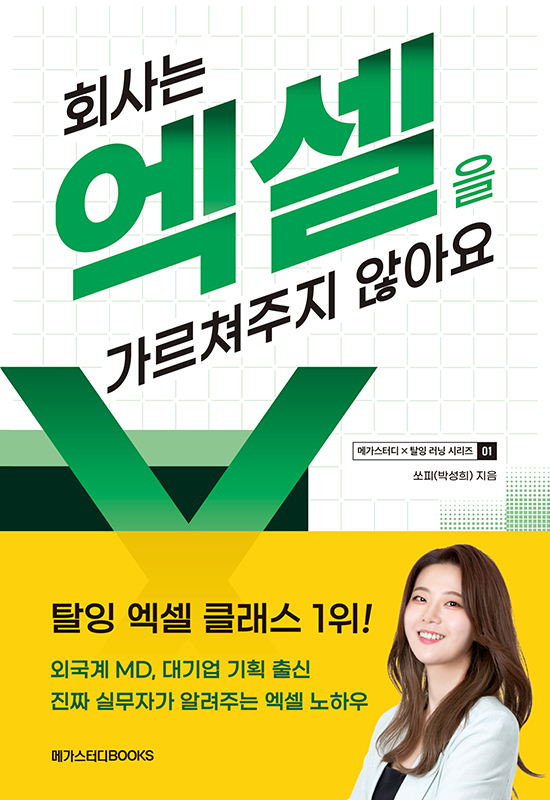 회사는
엑셀을
가르쳐주지 않아요
메가스터디 × 탈잉 러닝 시리즈 01
쏘피(박성희) 지음
탈잉 엑셀 클래스 1위!
외국계 MD, 대기업 기획 출신
진짜 실무자가 알려주는 엑셀 노하우
메가스터디BOOKS